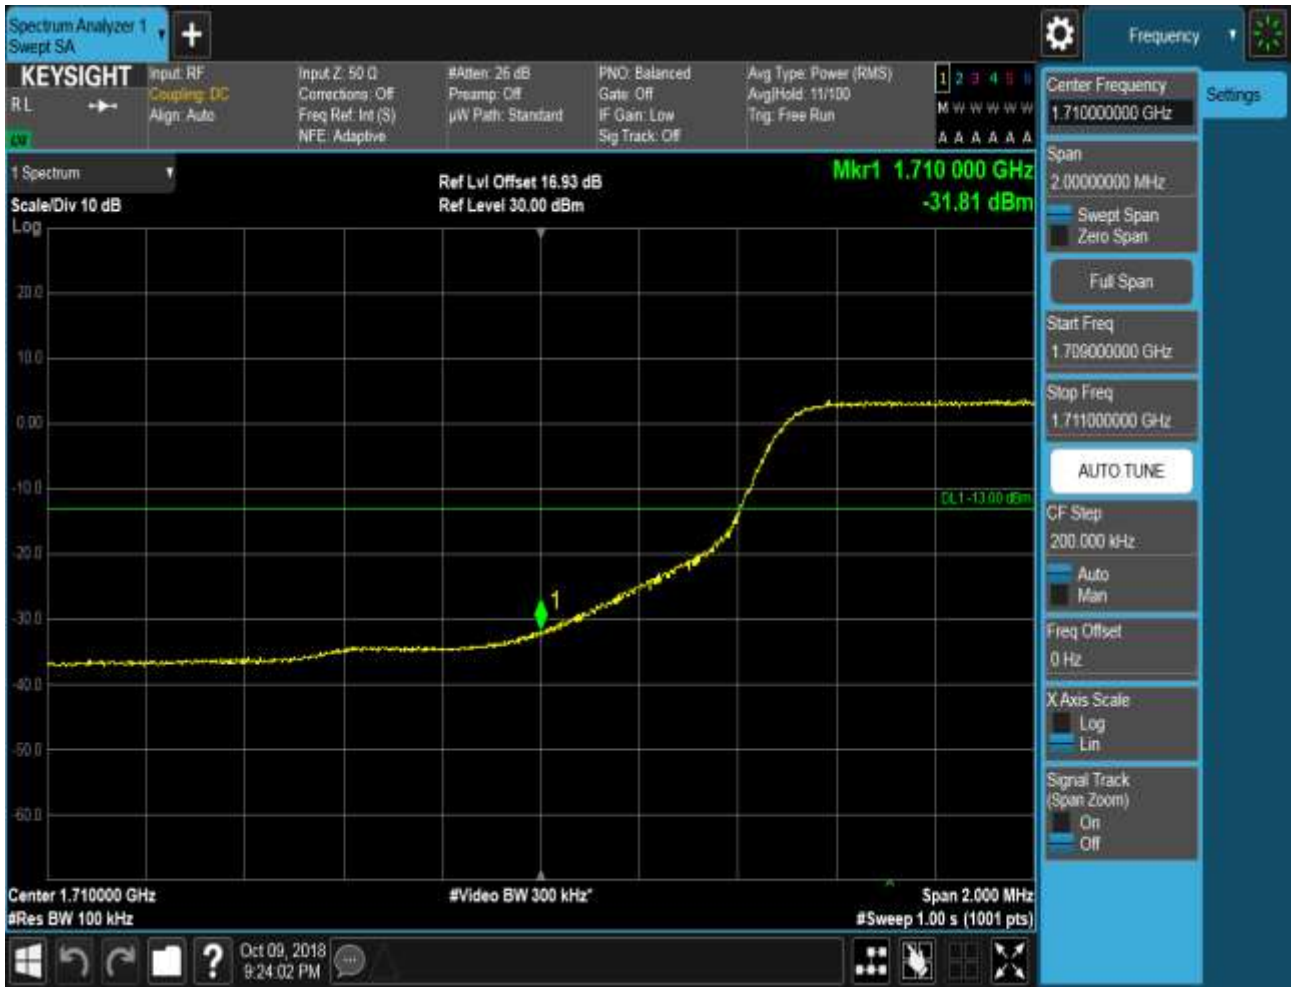 Spectrum Analyzer 1
Swept SA
+
Frequency
KEYSIGHT
RL
Input: RF
Coupling: DC
Align: Auto
Input Z: 50 Ω
Corrections: Off
Freq Ref: Int (S)
NFE: Adaptive
#Atten: 26 dB
Preamp: Off
µW Path: Standard
PNO: Balanced
Gate: Off
IF Gain: Low
Sig Track: Off
Avg Type: Power (RMS)
Avg|Hold: 11/100
Trig: Free Run
1 2 3 4 5 6
M W W W W W
A A A A A A
1 Spectrum
Scale/Div 10 dB
Log
Ref Lvl Offset 16.93 dB
Ref Level 30.00 dBm
Mkr1 1.710 000 GHz
-31.81 dBm
20.0
10.0
0.00
-10.0
-20.0
-30.0
-40.0
-50.0
-60.0
DL1 -13.00 dBm
1
Center 1.710000 GHz
#Res BW 100 kHz
#Video BW 300 kHz*
Span 2.000 MHz
#Sweep 1.00 s (1001 pts)
Center Frequency
1.710000000 GHz
Settings
Span
2.00000000 MHz
Swept Span
Zero Span
Full Span
Start Freq
1.709000000 GHz
Stop Freq
1.711000000 GHz
AUTO TUNE
CF Step
200.000 kHz
Auto
Man
Freq Offset
0 Hz
X Axis Scale
Log
Lin
Signal Track
(Span Zoom)
On
Off
?
Oct 09, 2018
9:24:02 PM